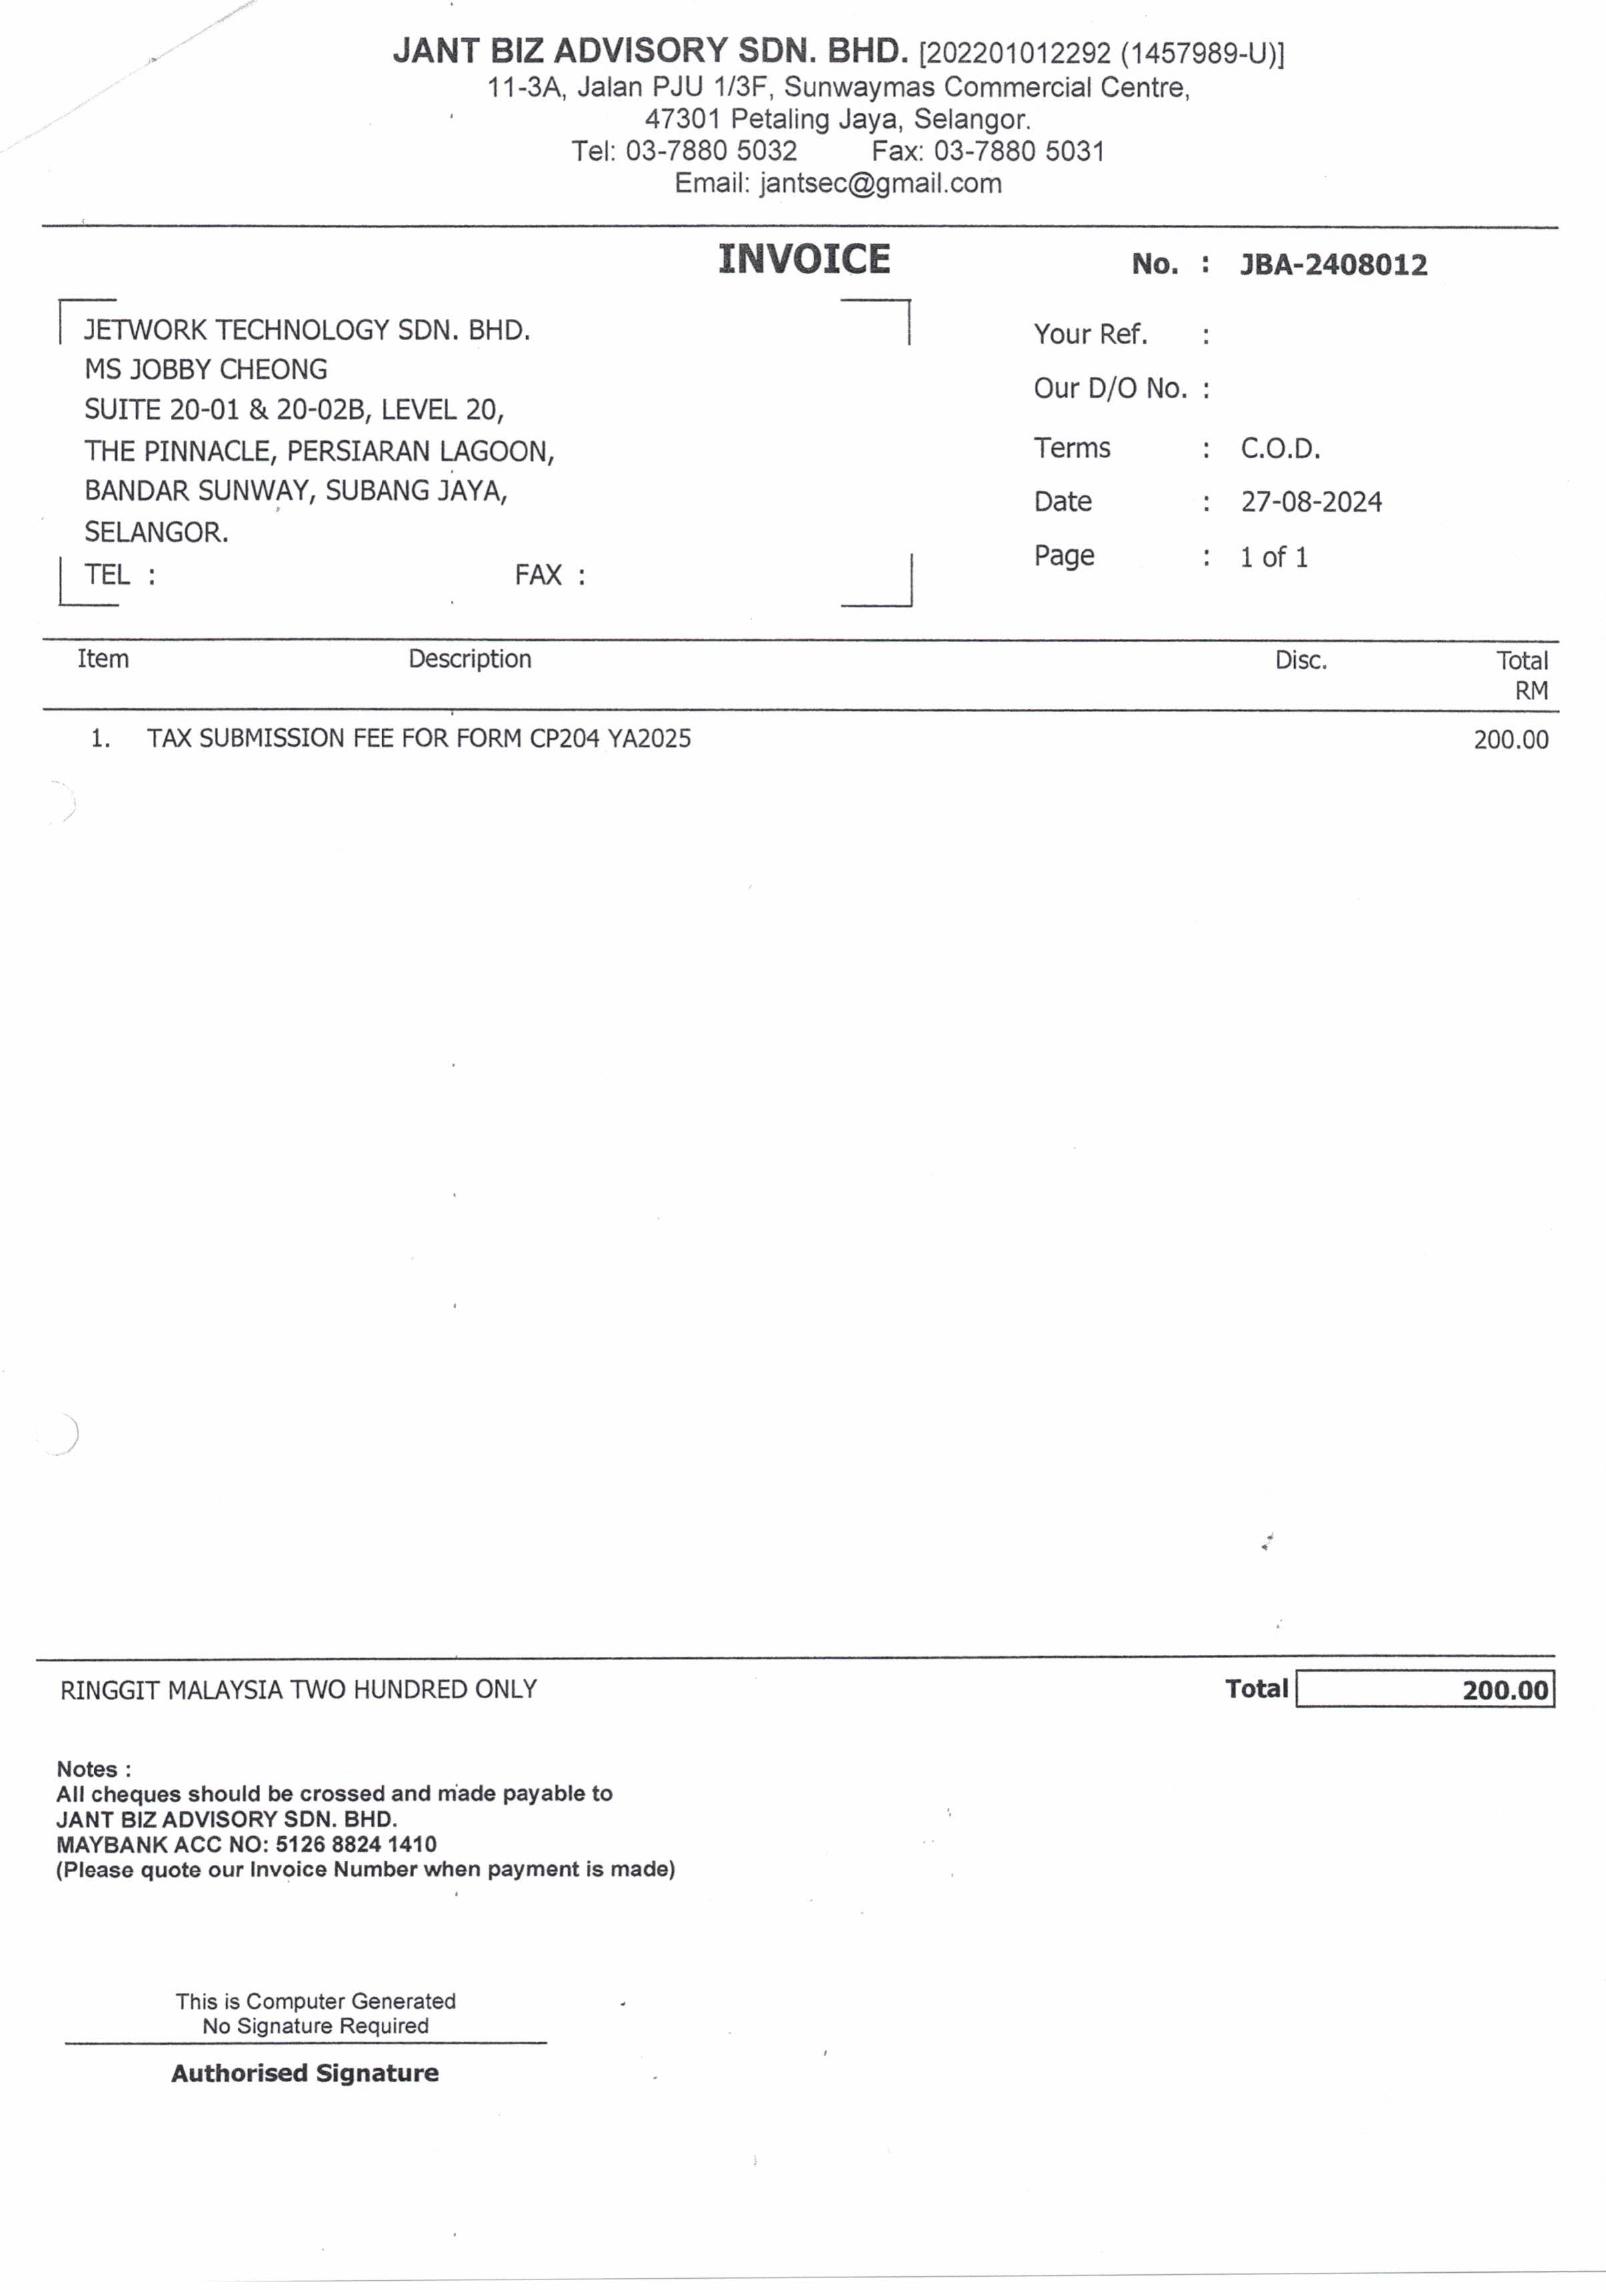 JANT BIZ ADVISORY SDN. BHD. [202201012292 (1457989-U)]
11-3A, Jalan PJU 1/3F, Sunwaymas Commercial Centre,
47301 Petaling Jaya, Selangor.
Tel: 03-7880 5032 Fax: 03-7880 5031
Email: jantsec@gmail.com
INVOICE
No. : JBA-2408012
JETWORK TECHNOLOGY SDN. BHD.
MS JOBBY CHEONG
SUITE 20-01 & 20-02B, LEVEL 20,
THE PINNACLE, PERSIARAN LAGOON,
BANDAR SUNWAY, SUBANG JAYA,
SELANGOR.
TEL : FAX :
Your Ref. :
Our D/O No. :
Terms : C.O.D.
Date : 27-08-2024
Page : 1 of 1
Item Description Disc. Total
RM
1. TAX SUBMISSION FEE FOR FORM CP204 YA2025 200.00
RINGGIT MALAYSIA TWO HUNDRED ONLY Total 200.00
Notes :
All cheques should be crossed and made payable to
JANT BIZ ADVISORY SDN. BHD.
MAYBANK ACC NO: 5126 8824 1410
(Please quote our Invoice Number when payment is made)
This is Computer Generated
No Signature Required
Authorised Signature